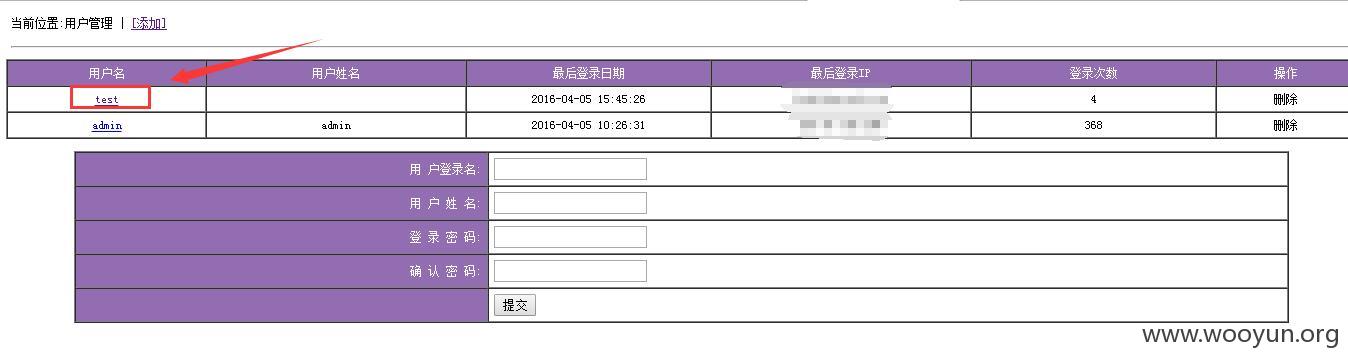 当前位置:用户管理 | [添加]
用户名 用户姓名 最后登录日期 最后登录IP 登录次数 操作
test 2016-04-05 15:45:26 4 删除
admin admin 2016-04-05 10:26:31 368 删除
用 户登录名:
用 户 姓 名:
登 录 密 码:
确 认 密 码:
提交
www.wooyun.org